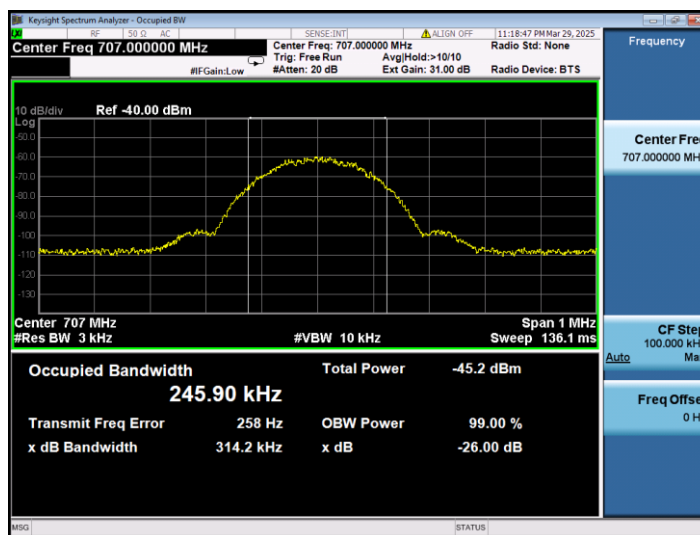 Keysight Spectrum Analyzer - Occupied BW
RF 50 Ω AC SENSE:INT ALIGN OFF 11:18:47 PM Mar 29, 2025
Center Freq 707.000000 MHz
Center Freq: 707.000000 MHz Radio Std: None
Trig: Free Run Avg|Hold:>10/10
#IFGain:Low #Atten: 20 dB Ext Gain: 31.00 dB Radio Device: BTS
10 dB/div Ref -40.00 dBm
Log
-50.0
-60.0
-70.0
-80.0
-90.0
-100
-110
-120
-130
Center 707 MHz Span 1 MHz
#Res BW 3 kHz #VBW 10 kHz Sweep 136.1 ms
Occupied Bandwidth Total Power -45.2 dBm
245.90 kHz
Transmit Freq Error 258 Hz OBW Power 99.00 %
x dB Bandwidth 314.2 kHz x dB -26.00 dB
Frequency
Center Fre
707.000000 MH
CF Step
100.000 kH
Auto Ma
Freq Offse
0 H
MSG STATUS